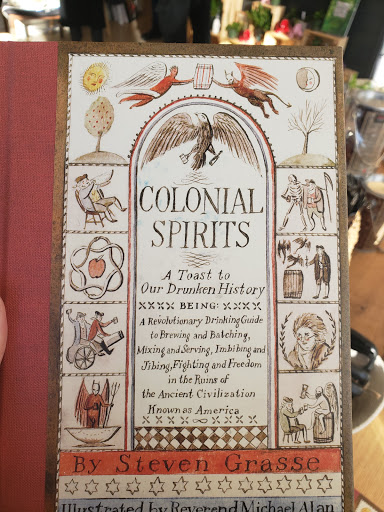 COLONIAL
SPIRITS
A Toast to
Our Drunken History
BEING:
A Revolutionary Drinking Guide
to Brewing and Batching,
Mixing and Serving, Imbibing and
Jibing, Fighting and Freedom
in the Ruins of
the Ancient Civilization
Known as America
By Steven Grasse
Illustrated by Reverend Michael Alan